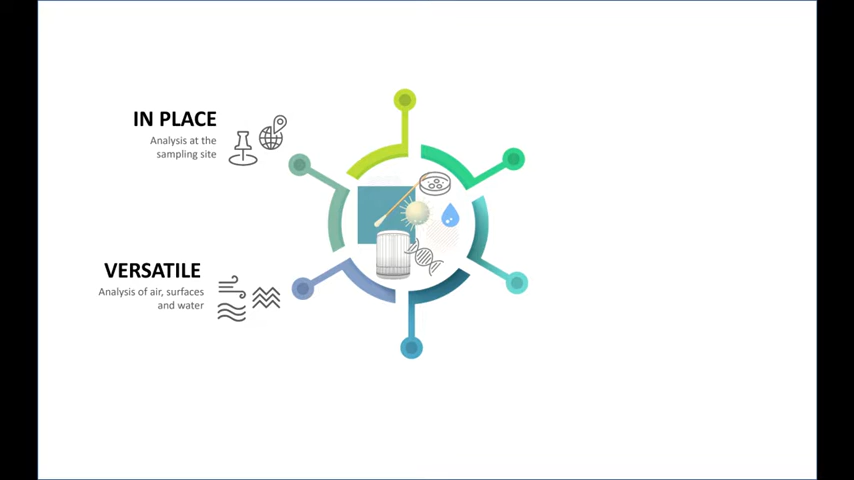 IN PLACE
Analysis at the
sampling site
VERSATILE
Analysis of air, surfaces
and water